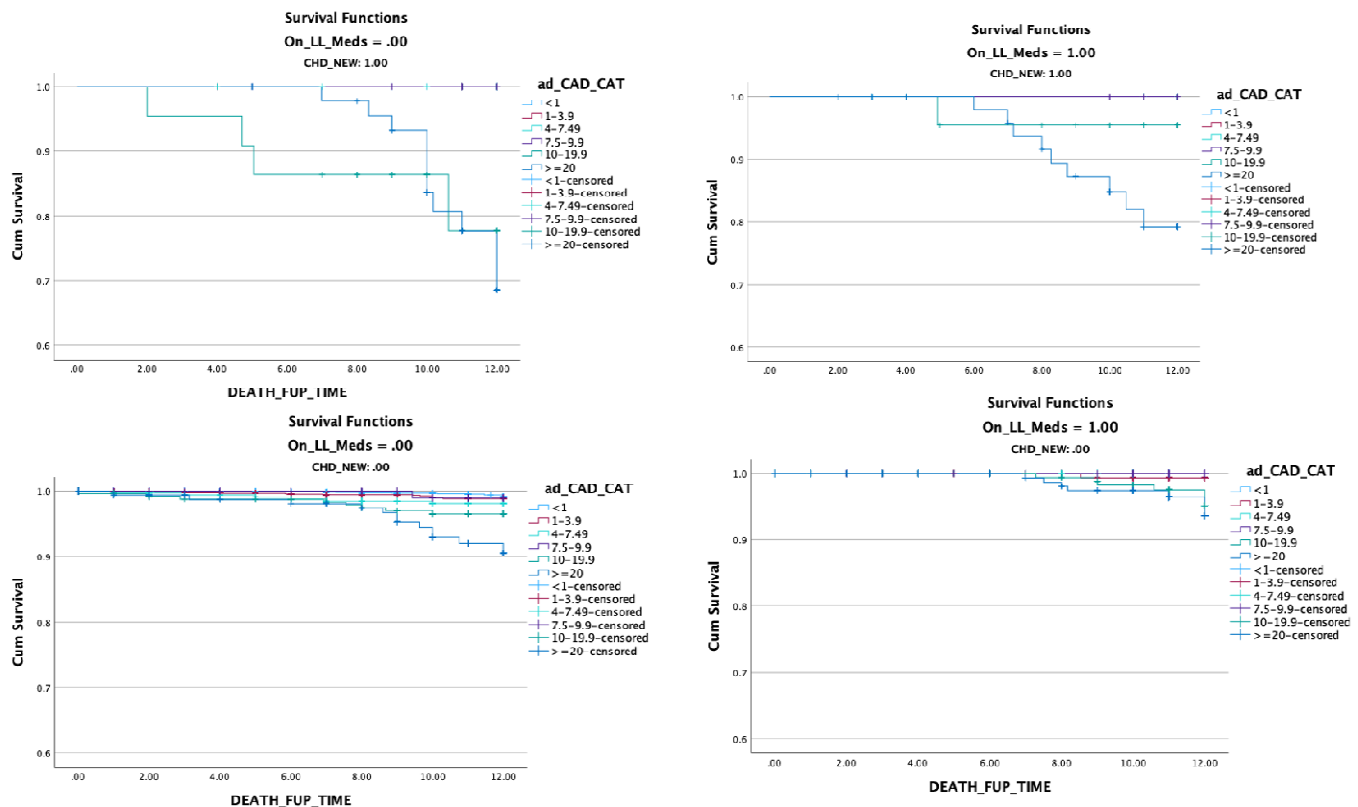 Survival Functions
On_LL_Meds = .00
CHD_NEW: 1.00
ad_CAD_CAT
<1
1-3.9
4-7.49
7.5-9.9
10-19.9
>=20
<1-censored
1-3.9-censored
4-7.49-censored
7.5-9.9-censored
10-19.9-censored
>=20-censored
Cum Survival
1.0
0.9
0.8
0.7
0.6
.00
2.00
4.00
6.00
8.00
10.00
12.00
DEATH_FUP_TIME
Survival Functions
On_LL_Meds = 1.00
CHD_NEW: 1.00
ad_CAD_CAT
<1
1-3.9
4-7.49
7.5-9.9
10-19.9
>=20
<1-censored
1-3.9-censored
4-7.49-censored
7.5-9.9-censored
10-19.9-censored
>=20-censored
Cum Survival
1.0
0.9
0.8
0.7
0.6
.00
2.00
4.00
6.00
8.00
10.00
12.00
Survival Functions
On_LL_Meds = .00
CHD_NEW: .00
ad_CAD_CAT
<1
1-3.9
4-7.49
7.5-9.9
10-19.9
>=20
<1-censored
1-3.9-censored
4-7.49-censored
7.5-9.9-censored
10-19.9-censored
>=20-censored
Cum Survival
1.0
0.9
0.8
0.7
0.6
.00
2.00
4.00
6.00
8.00
10.00
12.00
DEATH_FUP_TIME
Survival Functions
On_LL_Meds = 1.00
CHD_NEW: .00
ad_CAD_CAT
<1
1-3.9
4-7.49
7.5-9.9
10-19.9
>=20
<1-censored
1-3.9-censored
4-7.49-censored
7.5-9.9-censored
10-19.9-censored
>=20-censored
Cum Survival
1.0
0.9
0.8
0.7
0.6
.00
2.00
4.00
6.00
8.00
10.00
12.00
DEATH_FUP_TIME